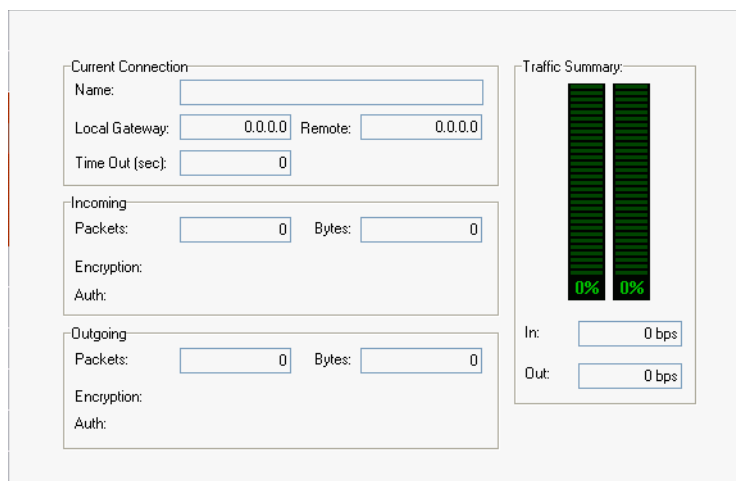 Current Connection
Name:
Local Gateway: 0.0.0.0 Remote: 0.0.0.0
Time Out (sec): 0
Incoming
Packets: 0 Bytes: 0
Encryption:
Auth:
Outgoing
Packets: 0 Bytes: 0
Encryption:
Auth:
Traffic Summary:
0% 0%
In: 0 bps
Out: 0 bps